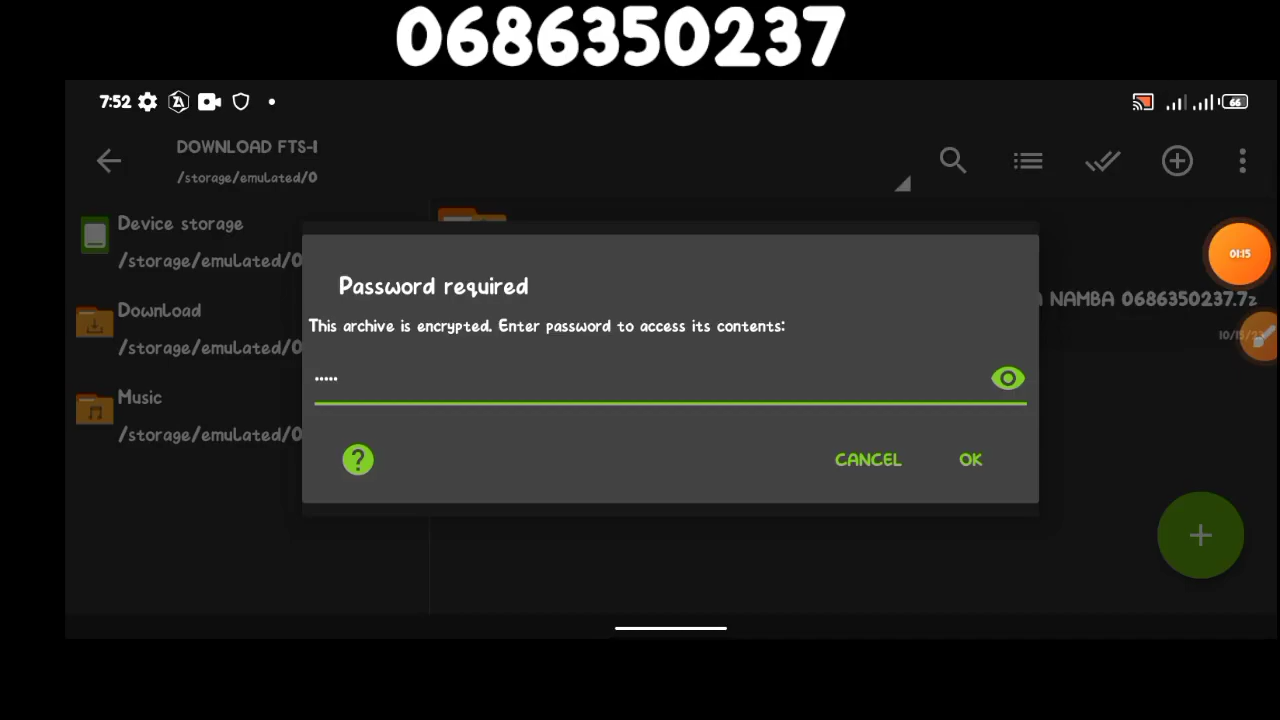 0686350237
7:52
66
DOWNLOAD FTS-1
/storage/emulated/0
Device storage
/storage/emulated/0
Download
/storage/emulated/0
Music
/storage/emulated/0
01:15
NAMBA 0686350237.7z
Password required
This archive is encrypted. Enter password to access its contents:
•••••
?
CANCEL
OK